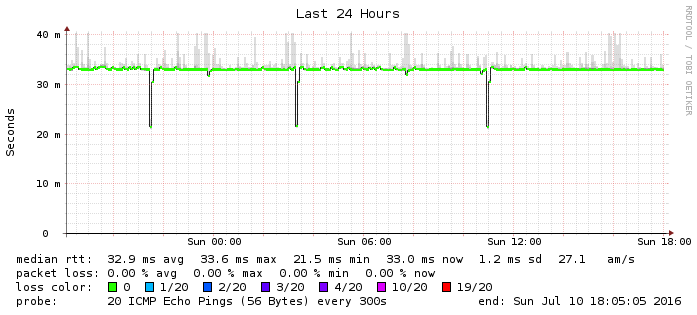 Last 24 Hours
RRDTOOL / TOBI OETIKER
Seconds
40 m
30 m
20 m
10 m
0
Sun 00:00 Sun 06:00 Sun 12:00 Sun 18:00
median rtt: 32.9 ms avg 33.6 ms max 21.5 ms min 33.0 ms now 1.2 ms sd 27.1 am/s
packet loss: 0.00 % avg 0.00 % max 0.00 % min 0.00 % now
loss color: 0 1/20 2/20 3/20 4/20 10/20 19/20
probe: 20 ICMP Echo Pings (56 Bytes) every 300s end: Sun Jul 10 18:05:05 2016